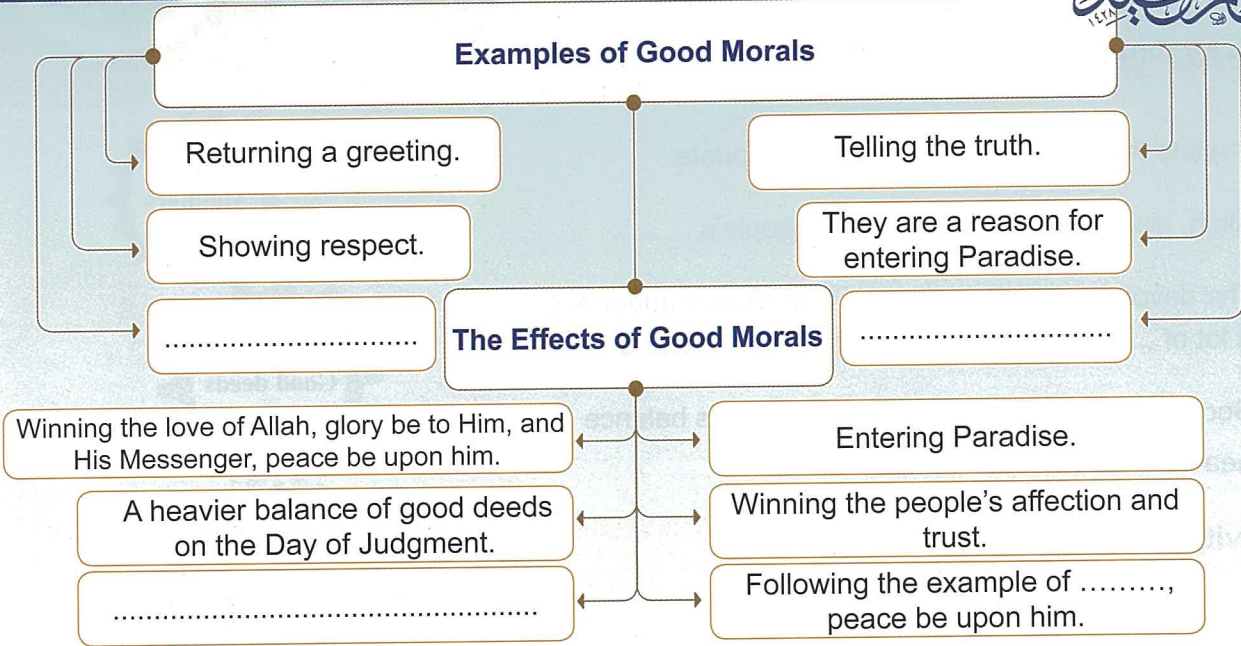 Examples of Good Morals
Returning a greeting.
Telling the truth.
Showing respect.
They are a reason for
entering Paradise.
..............................
The Effects of Good Morals
..............................
Winning the love of Allah, glory be to Him, and
His Messenger, peace be upon him.
Entering Paradise.
A heavier balance of good deeds
on the Day of Judgment.
Winning the people's affection and
trust.
....................................................
Following the example of .........,
peace be upon him.
١٤٢٨